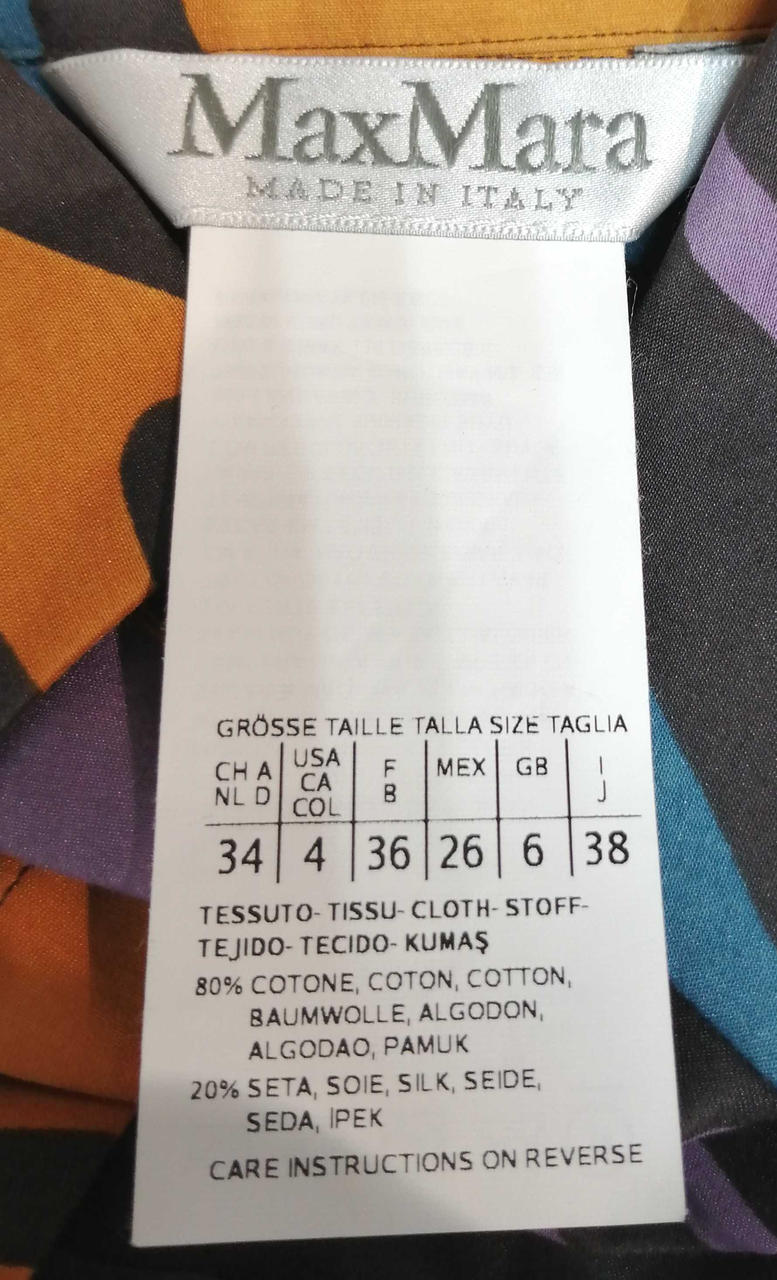 MaxMara
MADE IN ITALY
GRÖSSE TAILLE TALLA SIZE TAGLIA
CH A NL D | USA CA COL | F B | MEX | GB | I J
34 | 4 | 36 | 26 | 6 | 38
TESSUTO- TISSU- CLOTH- STOFF-
TEJIDO- TECIDO- KUMAŞ
80% COTONE, COTON, COTTON,
BAUMWOLLE, ALGODON,
ALGODAO, PAMUK
20% SETA, SOIE, SILK, SEIDE,
SEDA, İPEK
CARE INSTRUCTIONS ON REVERSE